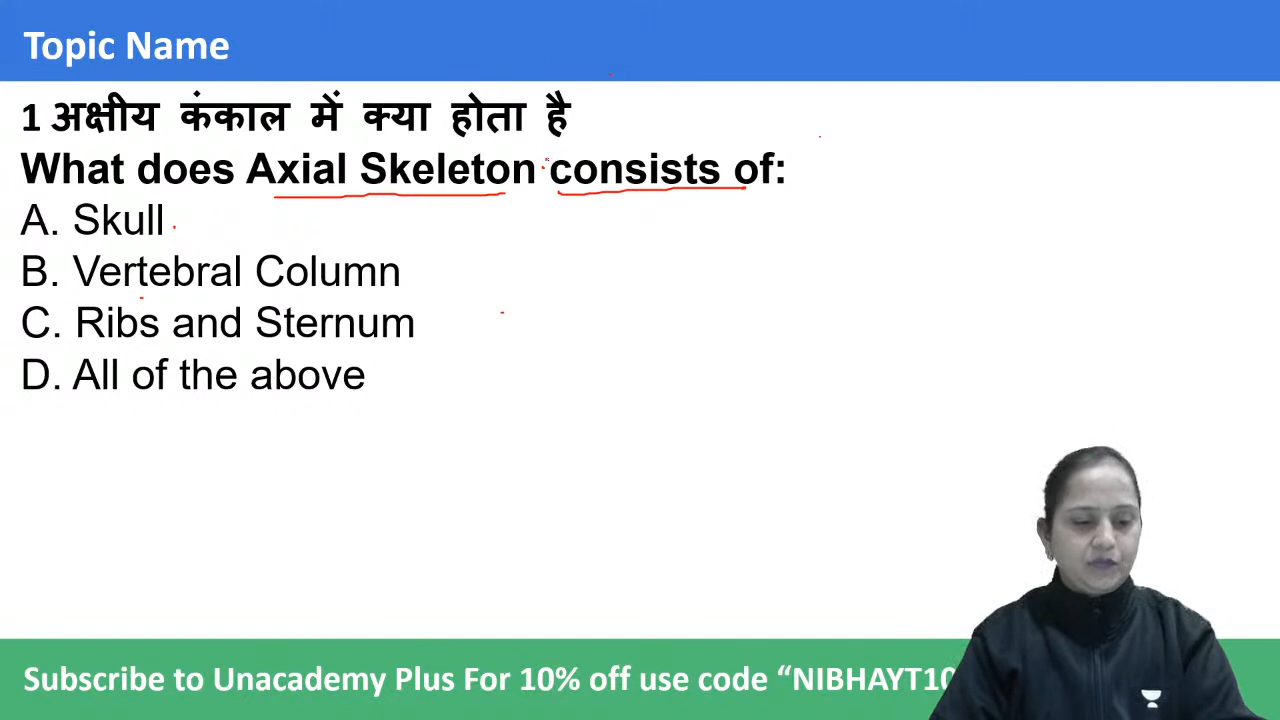 Topic Name
1 अक्षीय कंकाल में क्या होता है
What does Axial Skeleton consists of:
A. Skull
B. Vertebral Column
C. Ribs and Sternum
D. All of the above
Subscribe to Unacademy Plus For 10% off use code “NIBHAYT10